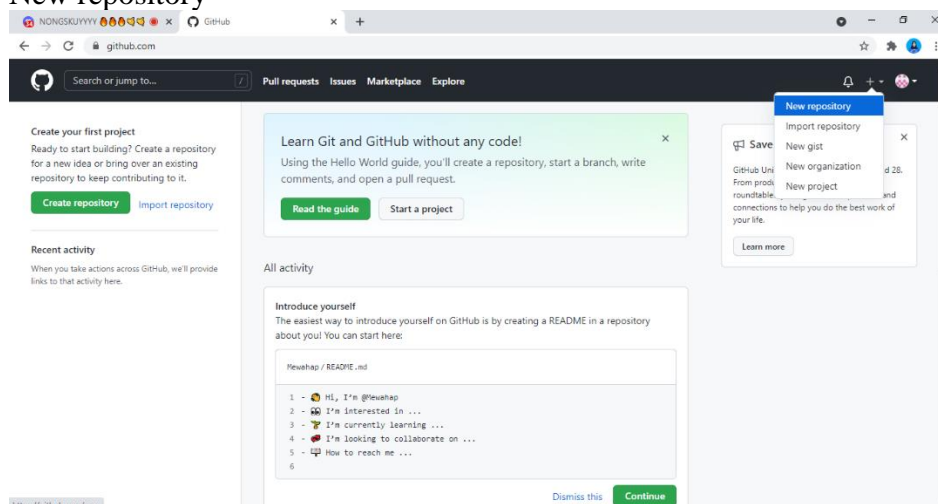 New repository
NONGSKUYYYY
GitHub
github.com
Search or jump to...
/
Pull requests Issues Marketplace Explore
New repository
Import repository
New gist
New organization
New project
Create your first project
Ready to start building? Create a repository
for a new idea or bring over an existing
repository to keep contributing to it.
Create repository
Import repository
Recent activity
When you take actions across GitHub, we'll provide
links to that activity here.
Learn Git and GitHub without any code!
Using the Hello World guide, you'll create a repository, start a branch, write
comments, and open a pull request.
Read the guide
Start a project
All activity
Introduce yourself
The easiest way to introduce yourself on GitHub is by creating a README in a repository
about you! You can start here:
Mewahap / README.md
1 - 👋 Hi, I'm @Mewahap
2 - 👀 I'm interested in ...
3 - 🌱 I'm currently learning ...
4 - 💞️ I'm looking to collaborate on ...
5 - 📫 How to reach me ...
6
Dismiss this
Continue
Save
GitHub Uni d 28.
From produ
roundtable and
connections to help you do the best work of
your life.
Learn more